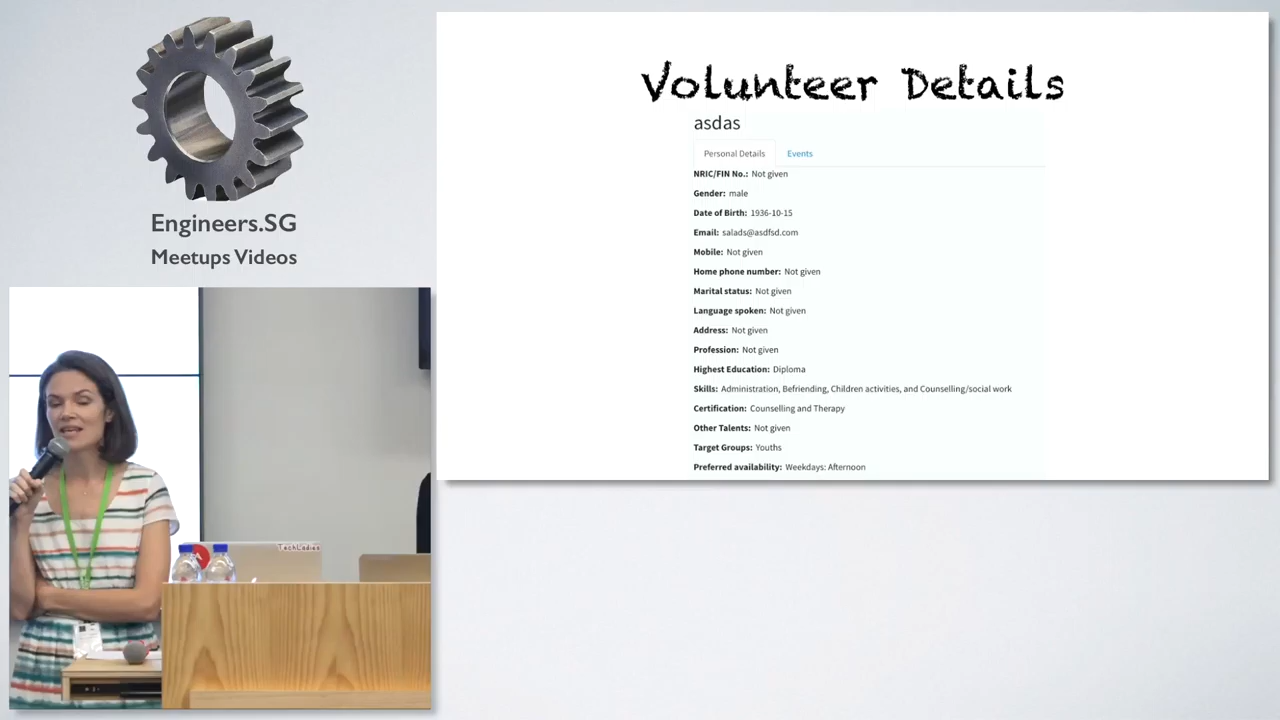 Engineers.SG
Meetups Videos
Volunteer Details
asdas
Personal Details Events
NRIC/FIN No.: Not given
Gender: male
Date of Birth: 1936-10-15
Email: salads@asdfsd.com
Mobile: Not given
Home phone number: Not given
Marital status: Not given
Language spoken: Not given
Address: Not given
Profession: Not given
Highest Education: Diploma
Skills: Administration, Befriending, Children activities, and Counselling/social work
Certification: Counselling and Therapy
Other Talents: Not given
Target Groups: Youths
Preferred availability: Weekdays: Afternoon
TechLadies